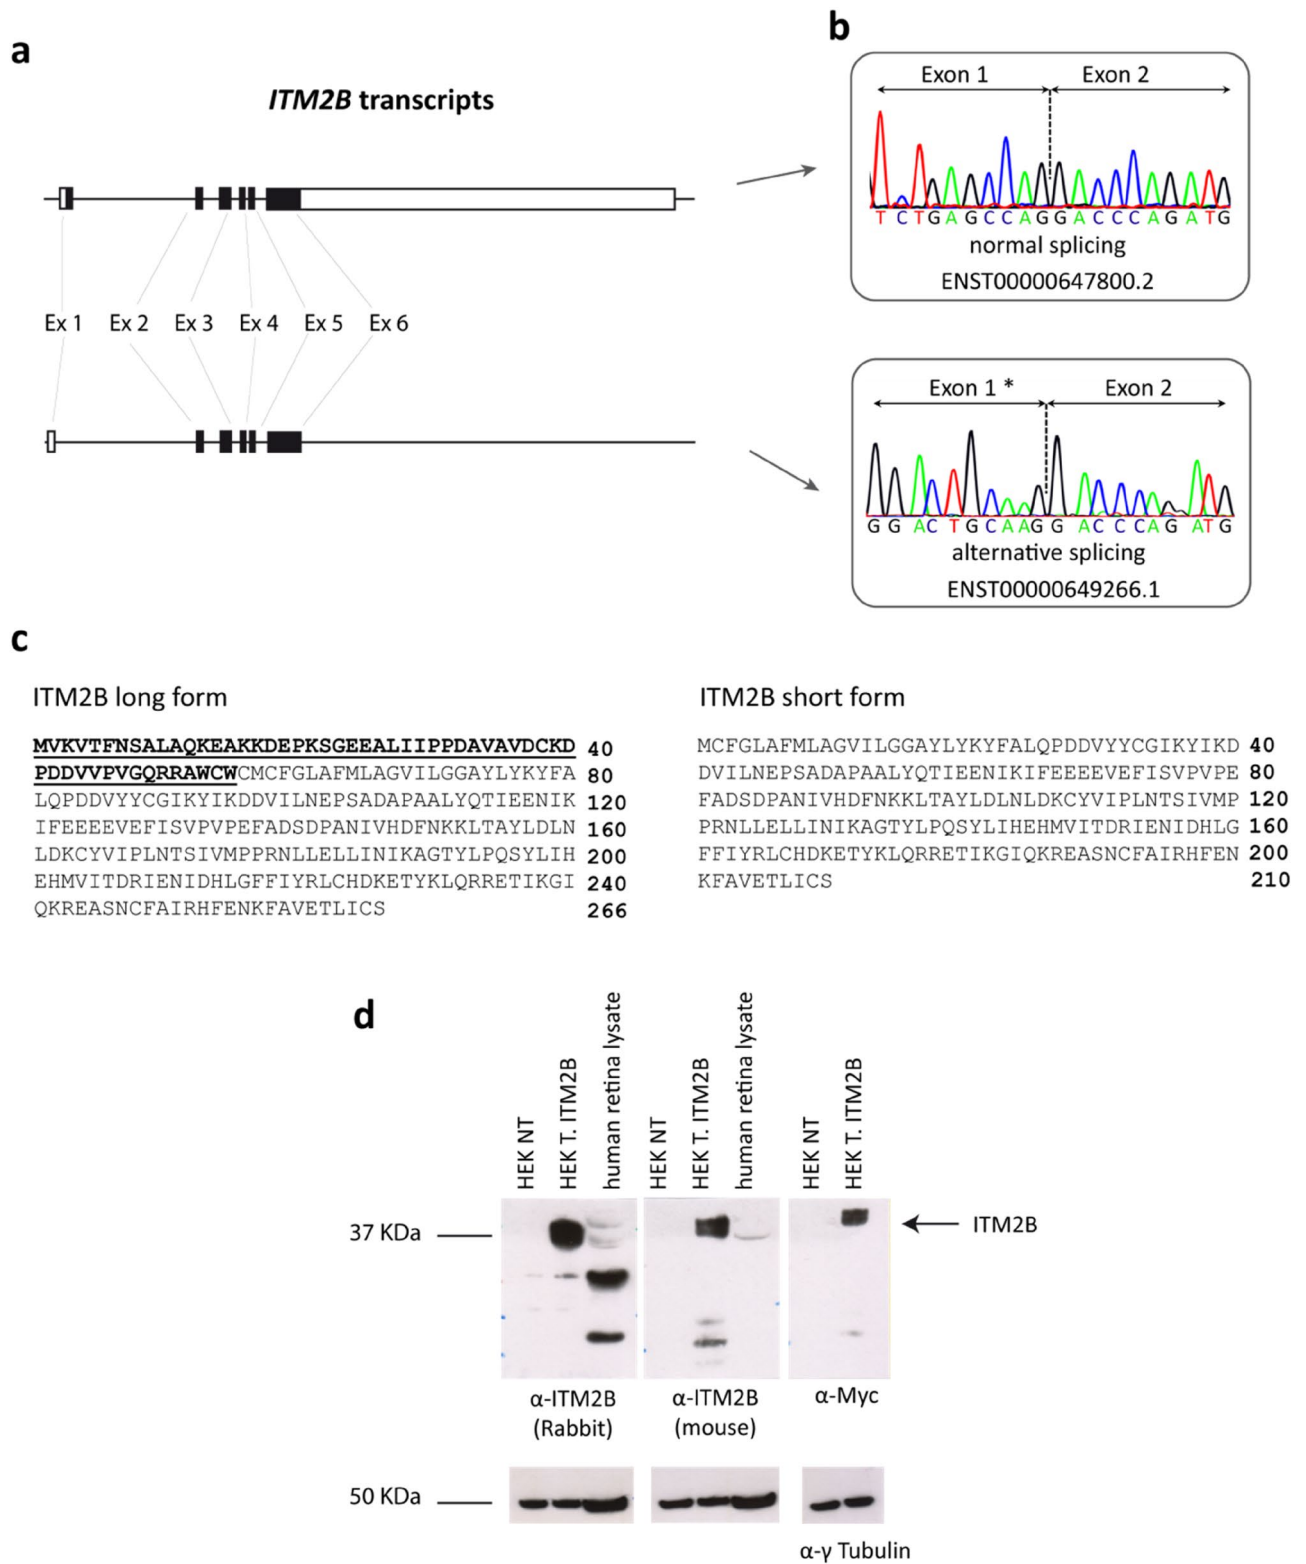 a
ITM2B transcripts
Ex 1 Ex 2 Ex 3 Ex 4 Ex 5 Ex 6
b
Exon 1 Exon 2
TCTGAGCCAGGACCCAGATG
normal splicing
ENST00000647800.2
Exon 1 * Exon 2
GGACTGCAAGGACCCAGATG
alternative splicing
ENST00000649266.1
c
ITM2B long form
MVKVTFNSALAQKEAKKDEPKSGEEALIIPPDAVAVDCKD 40
PDDVVPVGQRRAWCWCMCFGLAFMLAGVILGGAYLYKYFA 80
LQPDDVYYCGIKYIKDDVILNEPSADAPAALYQTIEENIK 120
IFEEEEVEFISVPVPEFADSDPANIVHDFNKKLTAYLDLN 160
LDKCYVIPLNTSIVMPPRNLLELLINIKAGTYLPQSYLIH 200
EHMVITDRIENIDHLGFFIYRLCHDKETYKLQRRETIKGI 240
QKREASNCFAIRHFENKFAVETLICS 266
ITM2B short form
MCFGLAFMLAGVILGGAYLYKYFALQPDDVYYCGIKYIKD 40
DVILNEPSADAPAALYQTIEENIKIFEEEEVEFISVPVPE 80
FADSDPANIVHDFNKKLTAYLDLNLDKCYVIPLNTSIVMP 120
PRNLLELLINIKAGTYLPQSYLIHEHMVITDRIENIDHLG 160
FFIYRLCHDKETYKLQRRETIKGIQKREASNCFAIRHFEN 200
KFAVETLICS 210
d
HEK NT
HEK T. ITM2B
human retina lysate
HEK NT
HEK T. ITM2B
human retina lysate
HEK NT
HEK T. ITM2B
37 KDa
ITM2B
α-ITM2B
(Rabbit)
α-ITM2B
(mouse)
α-Myc
50 KDa
α-γ Tubulin